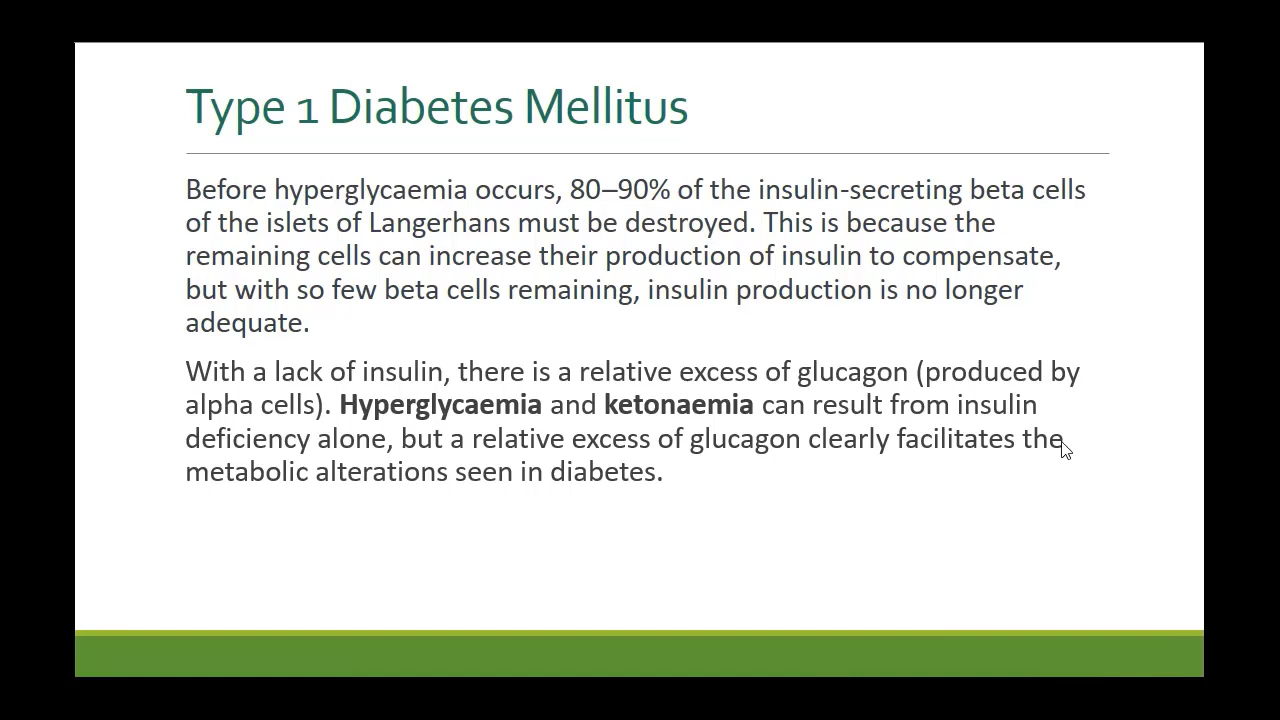 Type 1 Diabetes Mellitus
Before hyperglycaemia occurs, 80–90% of the insulin-secreting beta cells
of the islets of Langerhans must be destroyed. This is because the
remaining cells can increase their production of insulin to compensate,
but with so few beta cells remaining, insulin production is no longer
adequate.
With a lack of insulin, there is a relative excess of glucagon (produced by
alpha cells). Hyperglycaemia and ketonaemia can result from insulin
deficiency alone, but a relative excess of glucagon clearly facilitates the
metabolic alterations seen in diabetes.